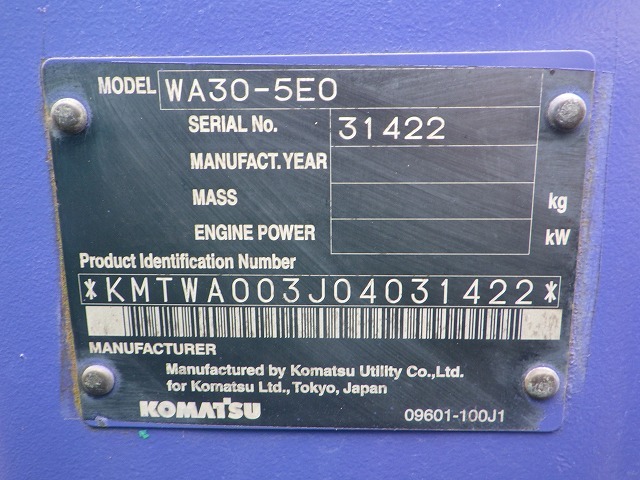 MODEL WA30-5E0
SERIAL No. 31422
MANUFACT.YEAR
MASS kg
ENGINE POWER kW
Product Identification Number
*KMTWA003J04031422*
MANUFACTURER
Manufactured by Komatsu Utility Co.,Ltd.
for Komatsu Ltd.,Tokyo, Japan
KOMATSU 09601-100J1